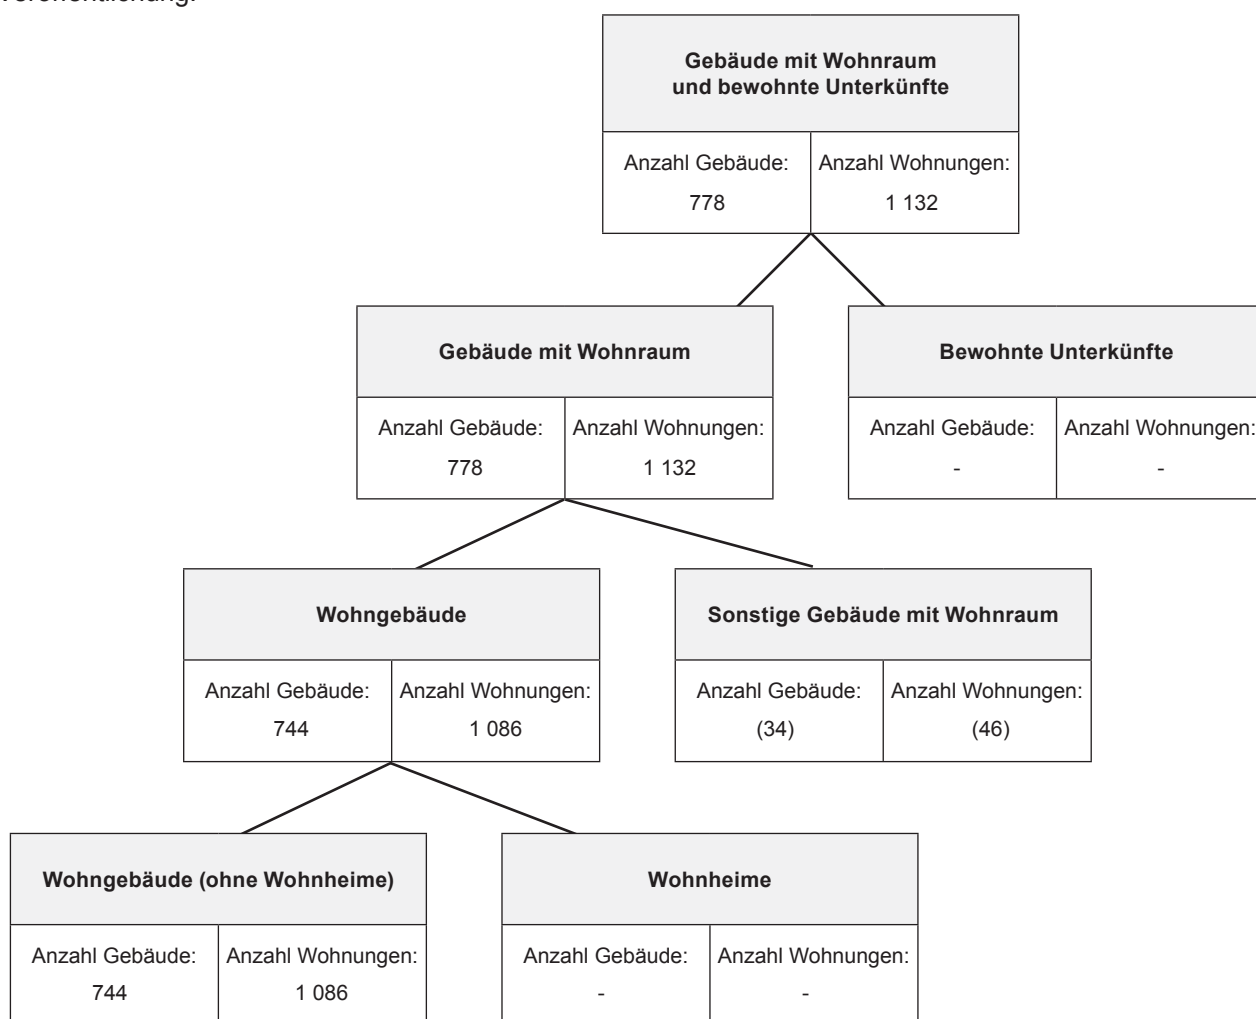 Veröffentlichung.
Gebäude mit Wohnraum
und bewohnte Unterkünfte
Anzahl Gebäude:
778
Anzahl Wohnungen:
1 132
Gebäude mit Wohnraum
Anzahl Gebäude:
778
Anzahl Wohnungen:
1 132
Bewohnte Unterkünfte
Anzahl Gebäude:
-
Anzahl Wohnungen:
-
Wohngebäude
Anzahl Gebäude:
744
Anzahl Wohnungen:
1 086
Sonstige Gebäude mit Wohnraum
Anzahl Gebäude:
(34)
Anzahl Wohnungen:
(46)
Wohngebäude (ohne Wohnheime)
Anzahl Gebäude:
744
Anzahl Wohnungen:
1 086
Wohnheime
Anzahl Gebäude:
-
Anzahl Wohnungen:
-